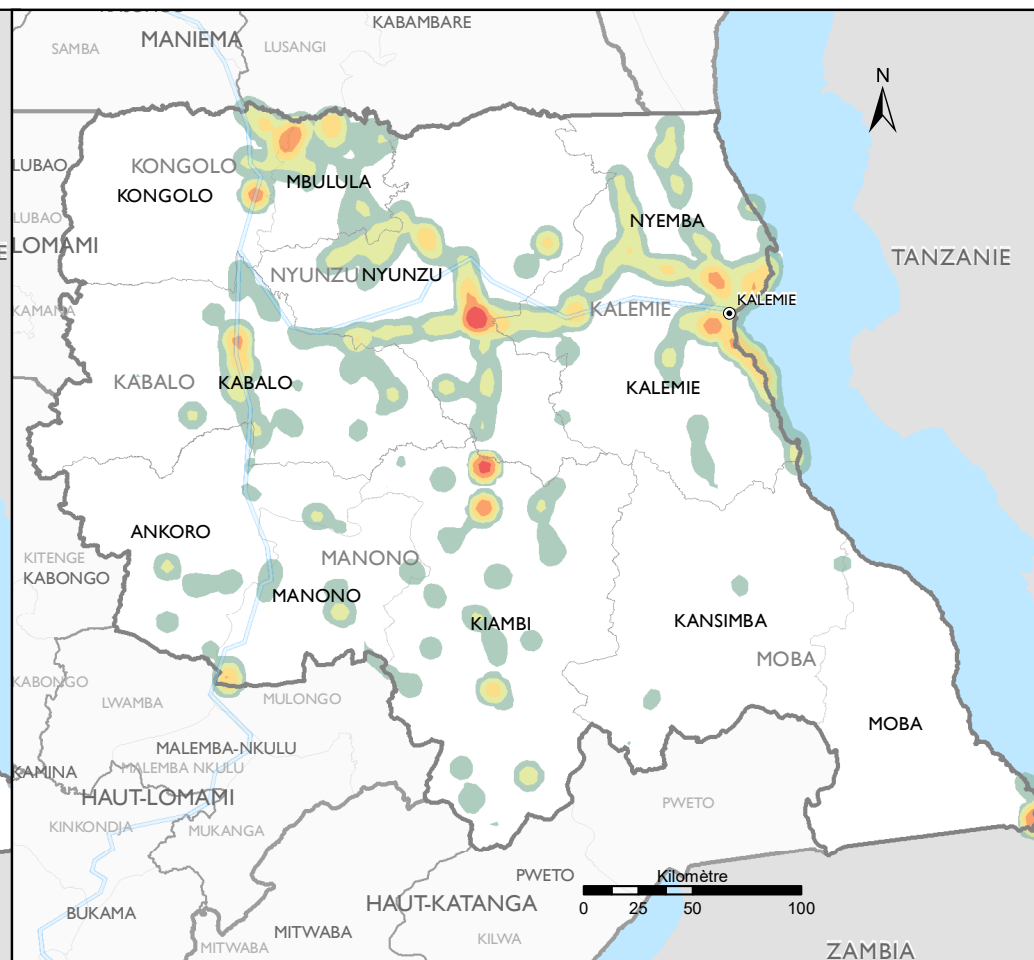 KABAMBARE
MANIEMA
SAMBA
LUSANGI
N
LUBAO
KONGOLO
KONGOLO
MBULULA
LUBAO
NYEMBA
LOMAMI
TANZANIE
NYUNZU
NYUNZU
KALEMIE
KAMANA
KALEMIE
KABALO
KABALO
KALEMIE
ANKORO
KITENGE
MANONO
KABONGO
MANONO
KIAMBI
KANSIMBA
MOBA
KABONGO
LWAMBA
MULONGO
MOBA
MALEMBA-NKULU
MALEMBA NKULU
KAMINA
HAUT-LOMAMI
PWETO
KINKONDJA
MUKANGA
PWETO
Kilomètre
HAUT-KATANGA
0 25 50 100
BUKAMA
MITWABA
KILWA
MITWABA
ZAMBIA